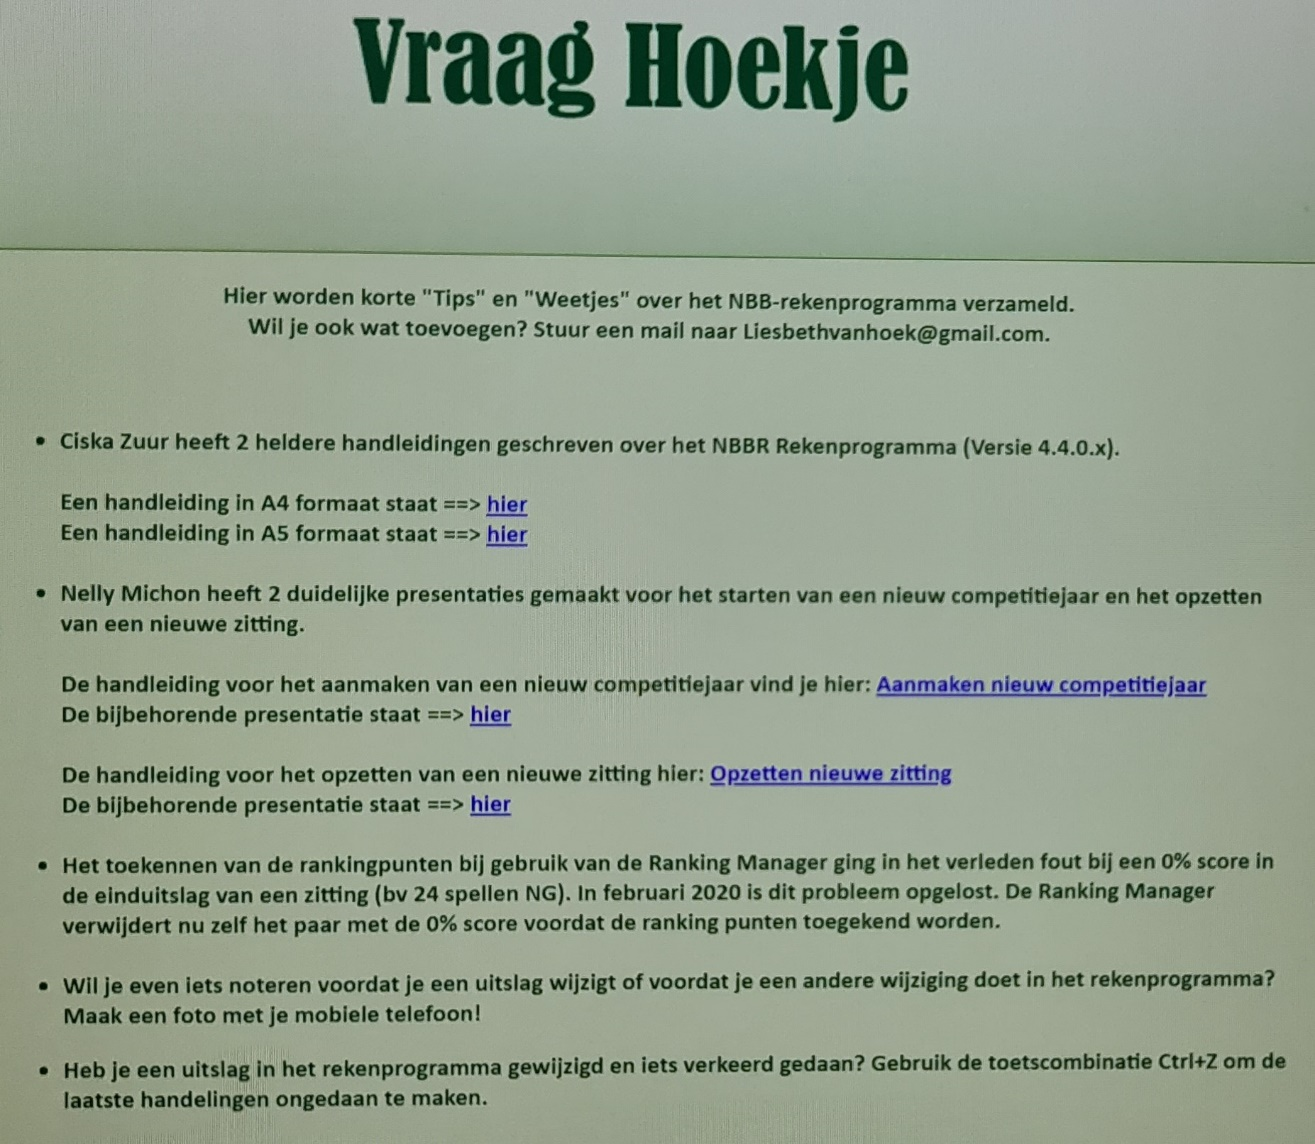 Vraag Hoekje
Hier worden korte "Tips" en "Weetjes" over het NBB-rekenprogramma verzameld.
Wil je ook wat toevoegen? Stuur een mail naar Liesbethvanhoek@gmail.com.
• Ciska Zuur heeft 2 heldere handleidingen geschreven over het NBBR Rekenprogramma (Versie 4.4.0.x).
Een handleiding in A4 formaat staat ==> hier
Een handleiding in A5 formaat staat ==> hier
• Nelly Michon heeft 2 duidelijke presentaties gemaakt voor het starten van een nieuw competitiejaar en het opzetten
van een nieuwe zitting.
De handleiding voor het aanmaken van een nieuw competitiejaar vind je hier: Aanmaken nieuw competitiejaar
De bijbehorende presentatie staat ==> hier
De handleiding voor het opzetten van een nieuwe zitting hier: Opzetten nieuwe zitting
De bijbehorende presentatie staat ==> hier
• Het toekennen van de rankingpunten bij gebruik van de Ranking Manager ging in het verleden fout bij een 0% score in
de einduitslag van een zitting (bv 24 spellen NG). In februari 2020 is dit probleem opgelost. De Ranking Manager
verwijdert nu zelf het paar met de 0% score voordat de ranking punten toegekend worden.
• Wil je even iets noteren voordat je een uitslag wijzigt of voordat je een andere wijziging doet in het rekenprogramma?
Maak een foto met je mobiele telefoon!
• Heb je een uitslag in het rekenprogramma gewijzigd en iets verkeerd gedaan? Gebruik de toetscombinatie Ctrl+Z om de
laatste handelingen ongedaan te maken.